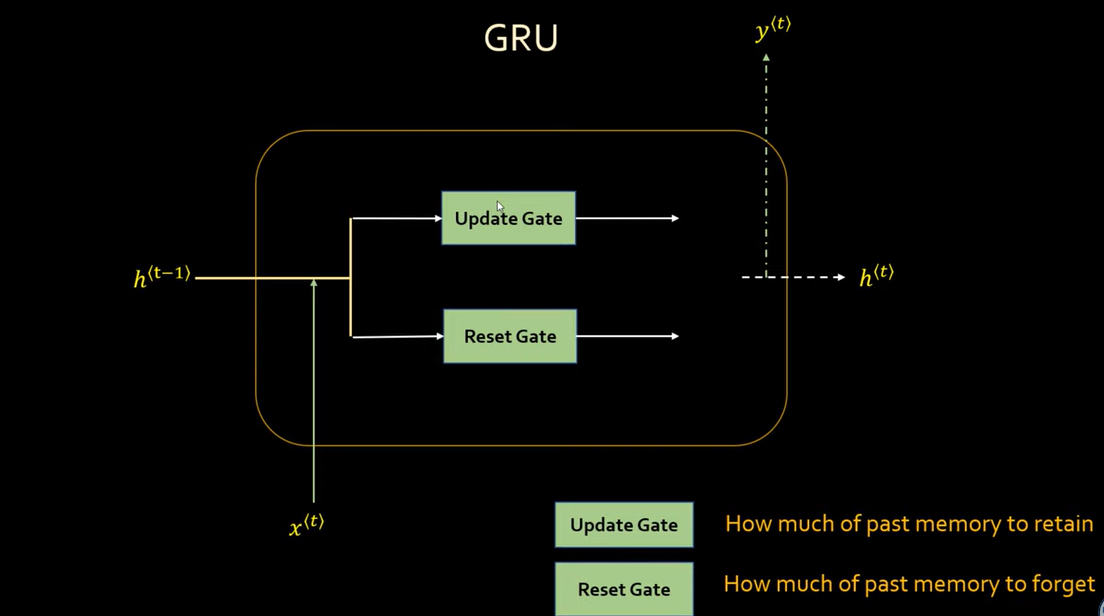 GRU
y⟨t⟩
Update Gate
h⟨t−1⟩
h⟨t⟩
Reset Gate
x⟨t⟩
Update Gate How much of past memory to retain
Reset Gate How much of past memory to forget